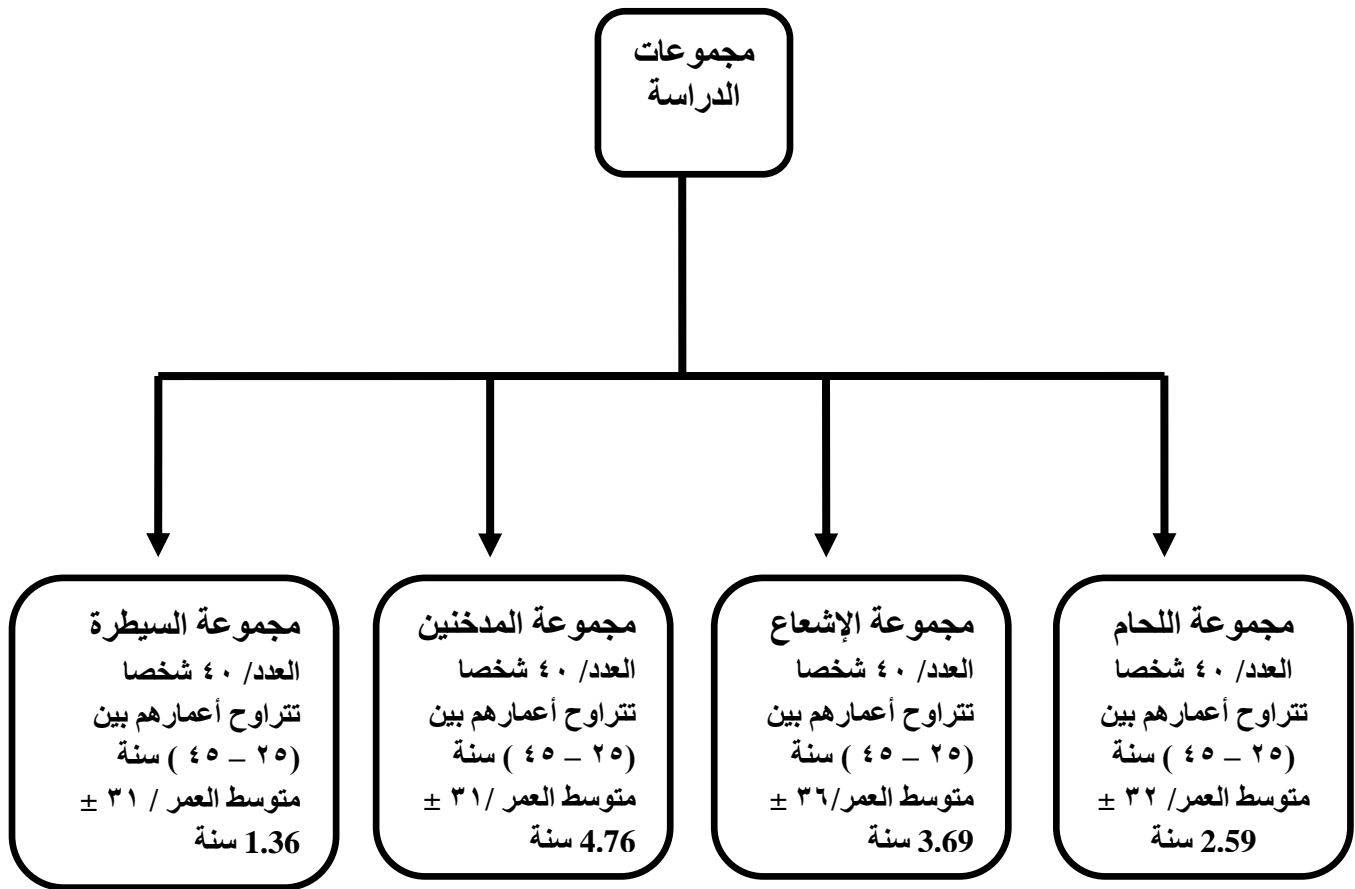 مجموعات
الدراسة
مجموعة اللحام
العدد/ ٤٠ شخصا
تتراوح أعمارهم بين
(٢٥ – ٤٥ ) سنة
متوسط العمر/ ٣٢ ±
2.59 سنة
مجموعة الإشعاع
العدد/ ٤٠ شخصا
تتراوح أعمارهم بين
(٢٥ – ٤٥ ) سنة
متوسط العمر/٣٦ ±
3.69 سنة
مجموعة المدخنين
العدد/ ٤٠ شخصا
تتراوح أعمارهم بين
(٢٥ – ٤٥ ) سنة
متوسط العمر /٣١ ±
4.76 سنة
مجموعة السيطرة
العدد/ ٤٠ شخصا
تتراوح أعمارهم بين
(٢٥ – ٤٥ ) سنة
متوسط العمر / ٣١ ±
1.36 سنة